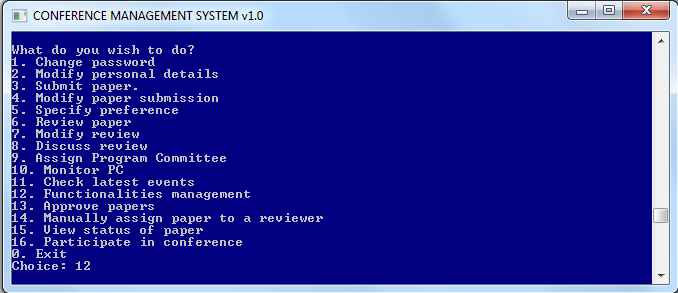 CONFERENCE MANAGEMENT SYSTEM v1.0
What do you wish to do?
1. Change password
2. Modify personal details
3. Submit paper.
4. Modify paper submission
5. Specify preference
6. Review paper
7. Modify review
8. Discuss review
9. Assign Program Committee
10. Monitor PC
11. Check latest events
12. Functionalities management
13. Approve papers
14. Manually assign paper to a reviewer
15. View status of paper
16. Participate in conference
0. Exit
Choice: 12